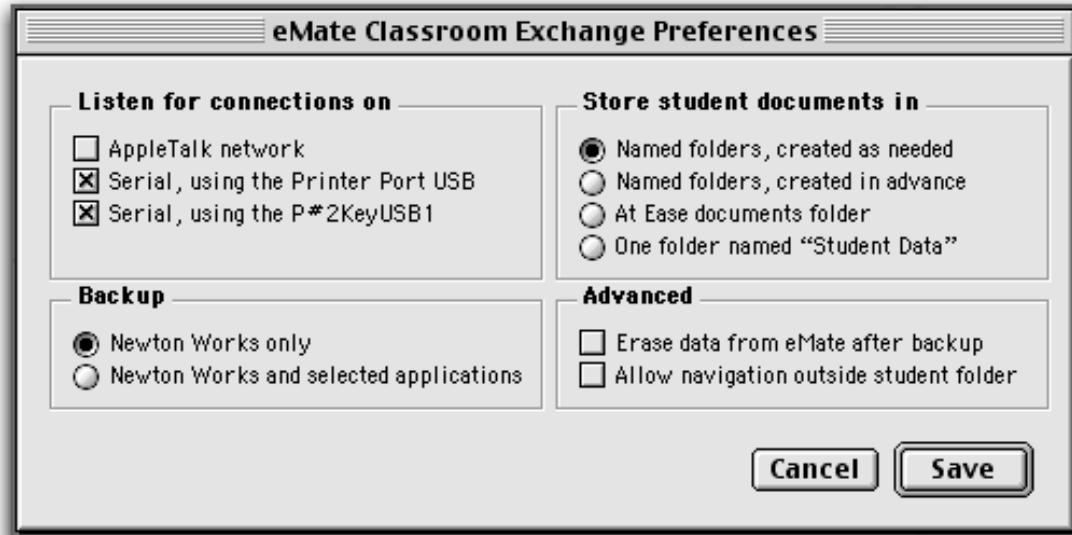 eMate Classroom Exchange Preferences
Listen for connections on
AppleTalk network
Serial, using the Printer Port USB
Serial, using the P#2KeyUSB1
Store student documents in
Named folders, created as needed
Named folders, created in advance
At Ease documents folder
One folder named “Student Data”
Backup
Newton Works only
Newton Works and selected applications
Advanced
Erase data from eMate after backup
Allow navigation outside student folder
Cancel
Save